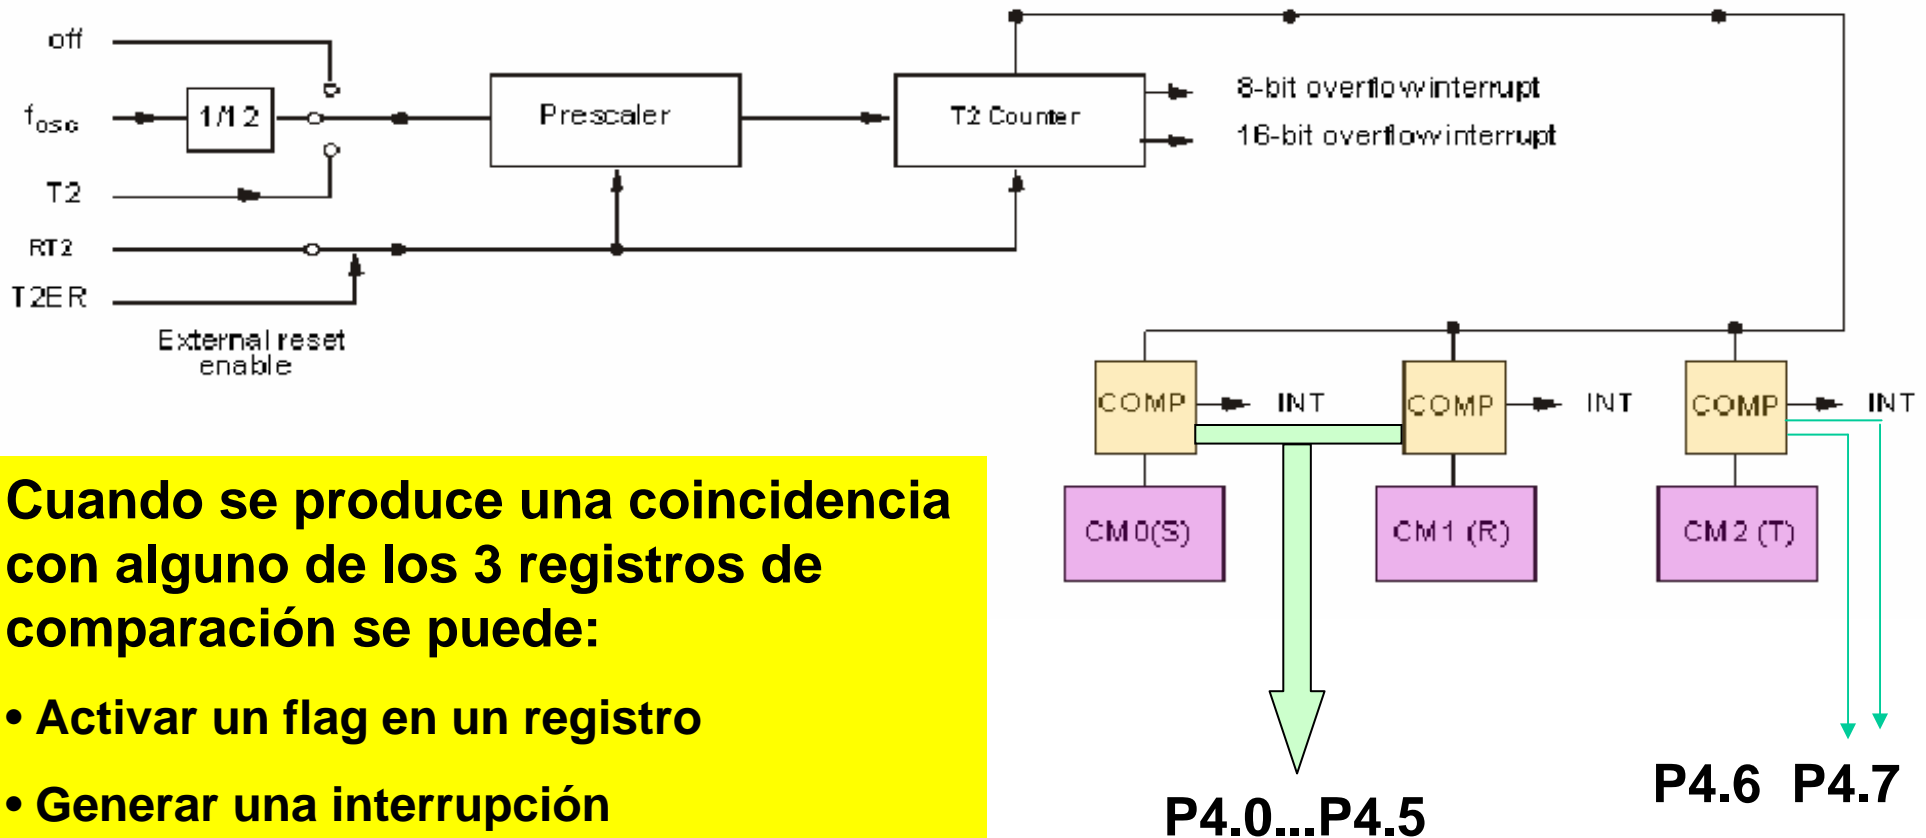 off
fosc
1/12
Prescaler
T2 Counter
8-bit overflow interrupt
16-bit overflow interrupt
T2
RT2
T2ER
External reset
enable
COMP
INT
COMP
INT
COMP
INT
CM0(S)
CM1 (R)
CM2 (T)
Cuando se produce una coincidencia
con alguno de los 3 registros de
comparación se puede:
• Activar un flag en un registro
• Generar una interrupción
P4.0...P4.5
P4.6 P4.7